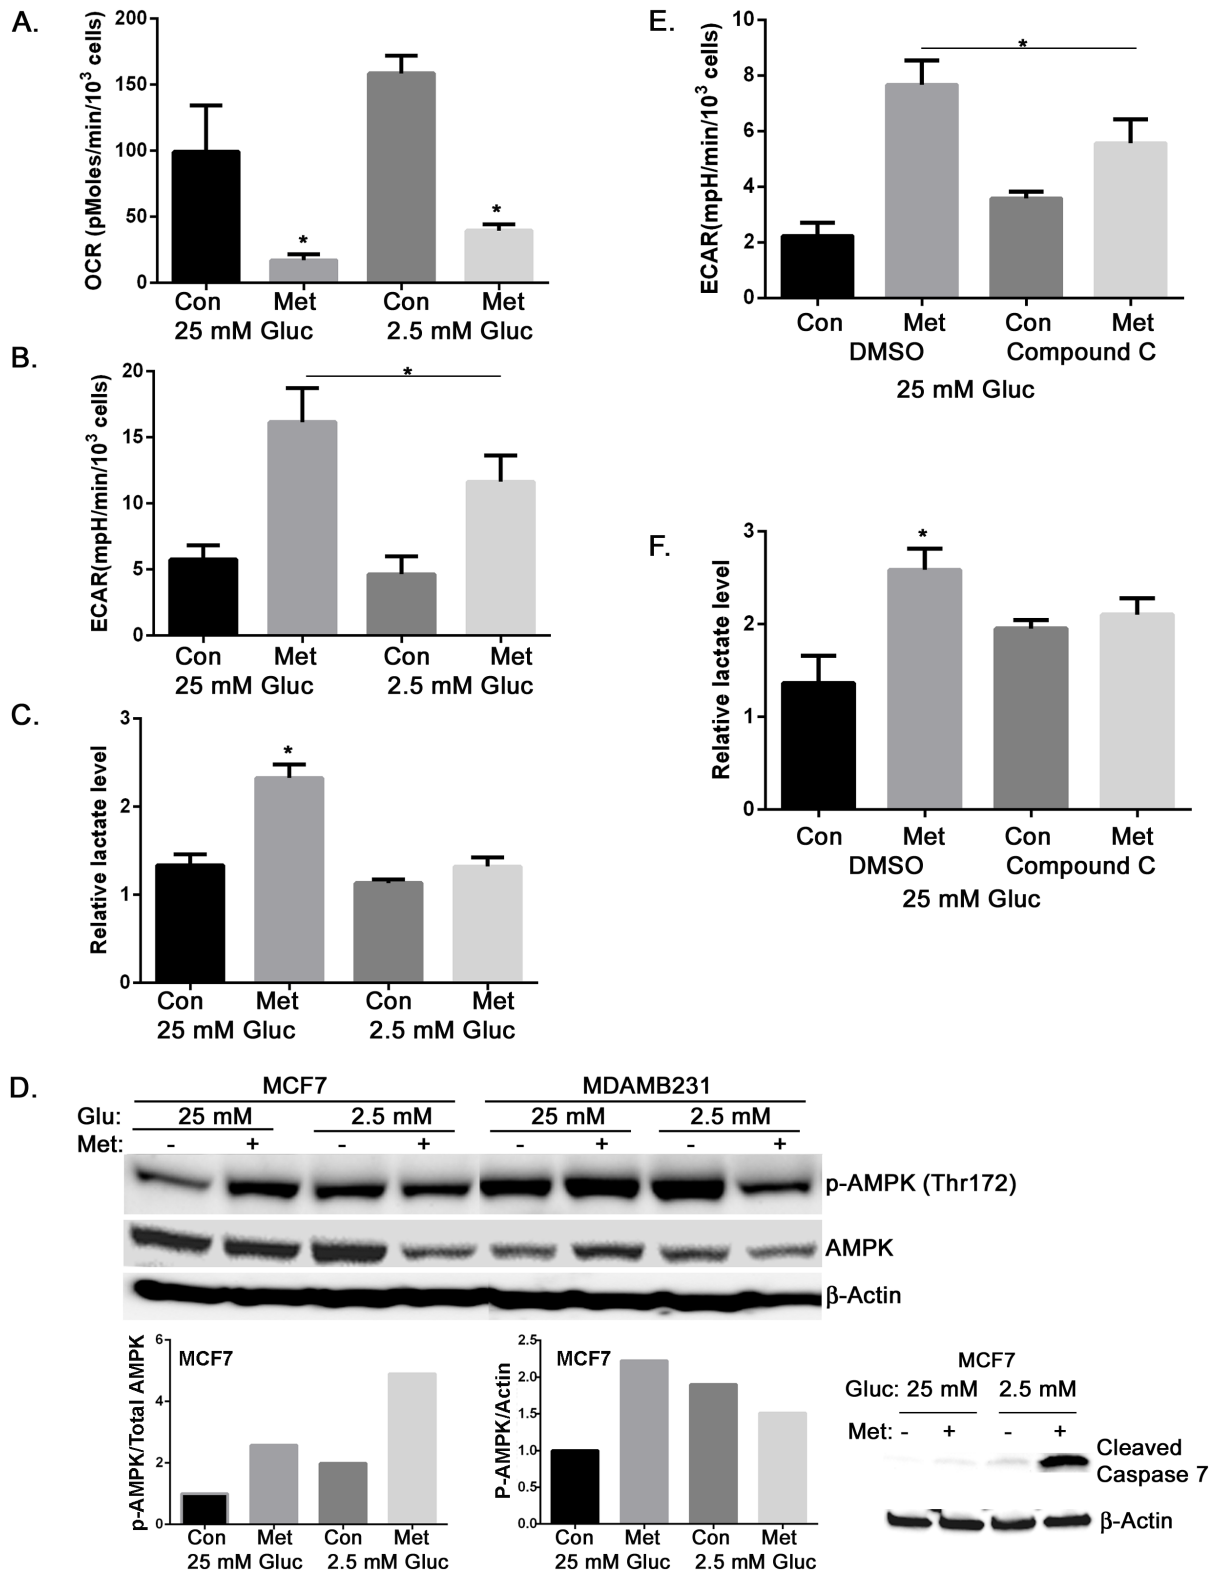 A.
OCR (pMoles/min/10³ cells)
200
150
100
50
0
*
*
Con Met Con Met
25 mM Gluc 2.5 mM Gluc
B.
ECAR(mpH/min/10³ cells)
20
15
10
5
0
*
Con Met Con Met
25 mM Gluc 2.5 mM Gluc
C.
Relative lactate level
3
2
1
0
*
Con Met Con Met
25 mM Gluc 2.5 mM Gluc
E.
ECAR(mpH/min/10³ cells)
10
8
6
4
2
0
*
Con Met Con Met
DMSO Compound C
25 mM Gluc
F.
Relative lactate level
3
2
1
0
*
Con Met Con Met
DMSO Compound C
25 mM Gluc
D.
MCF7 MDAMB231
Glu: 25 mM 2.5 mM 25 mM 2.5 mM
Met: - + - + - + - +
p-AMPK (Thr172)
AMPK
β-Actin
p-AMPK/Total AMPK
6
4
2
0
MCF7
Con Met Con Met
25 mM Gluc 2.5 mM Gluc
P-AMPK/Actin
2.5
2.0
1.5
1.0
0.5
0.0
MCF7
Con Met Con Met
25 mM Gluc 2.5 mM Gluc
MCF7
Gluc: 25 mM 2.5 mM
Met: - + - +
Cleaved
Caspase 7
β-Actin